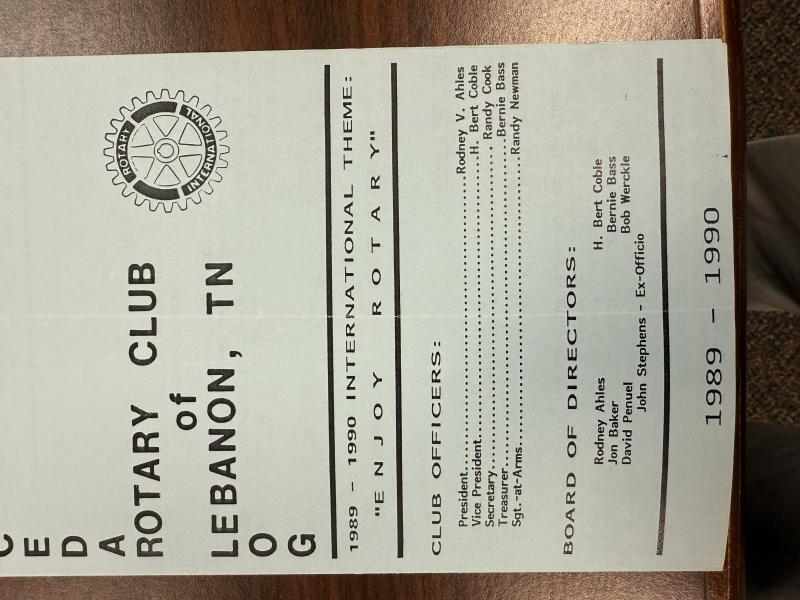 C
E
D
A
ROTARY CLUB
of
LEBANON, TN
O
G
ROTARY
INTERNATIONAL
1989 - 1990 INTERNATIONAL THEME:
"E N J O Y   R O T A R Y"
CLUB OFFICERS:
President..........Rodney V. Ahles
Vice President..........H. Bert Coble
Secretary..........Randy Cook
Treasurer..........Bernie Bass
Sgt.-at-Arms..........Randy Newman
BOARD OF DIRECTORS:
Rodney Ahles   H. Bert Coble
Jon Baker   Bernie Bass
David Penuel   Bob Werckle
John Stephens - Ex-Officio
1989 - 1990